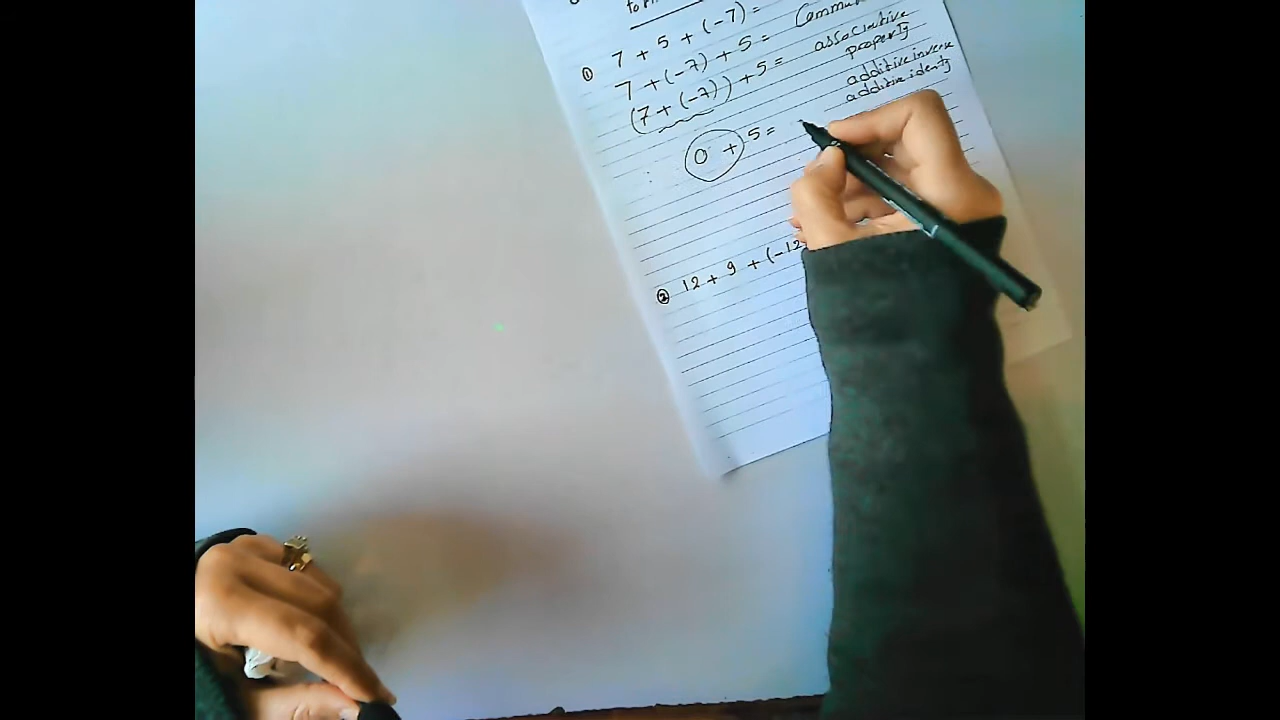 ① 7 + 5 + (-7) =
7 + (-7) + 5 =
(7 + (-7)) + 5 = associative property
additive inverse
0 + 5 = additive identy
② 12 + 9 + (-12